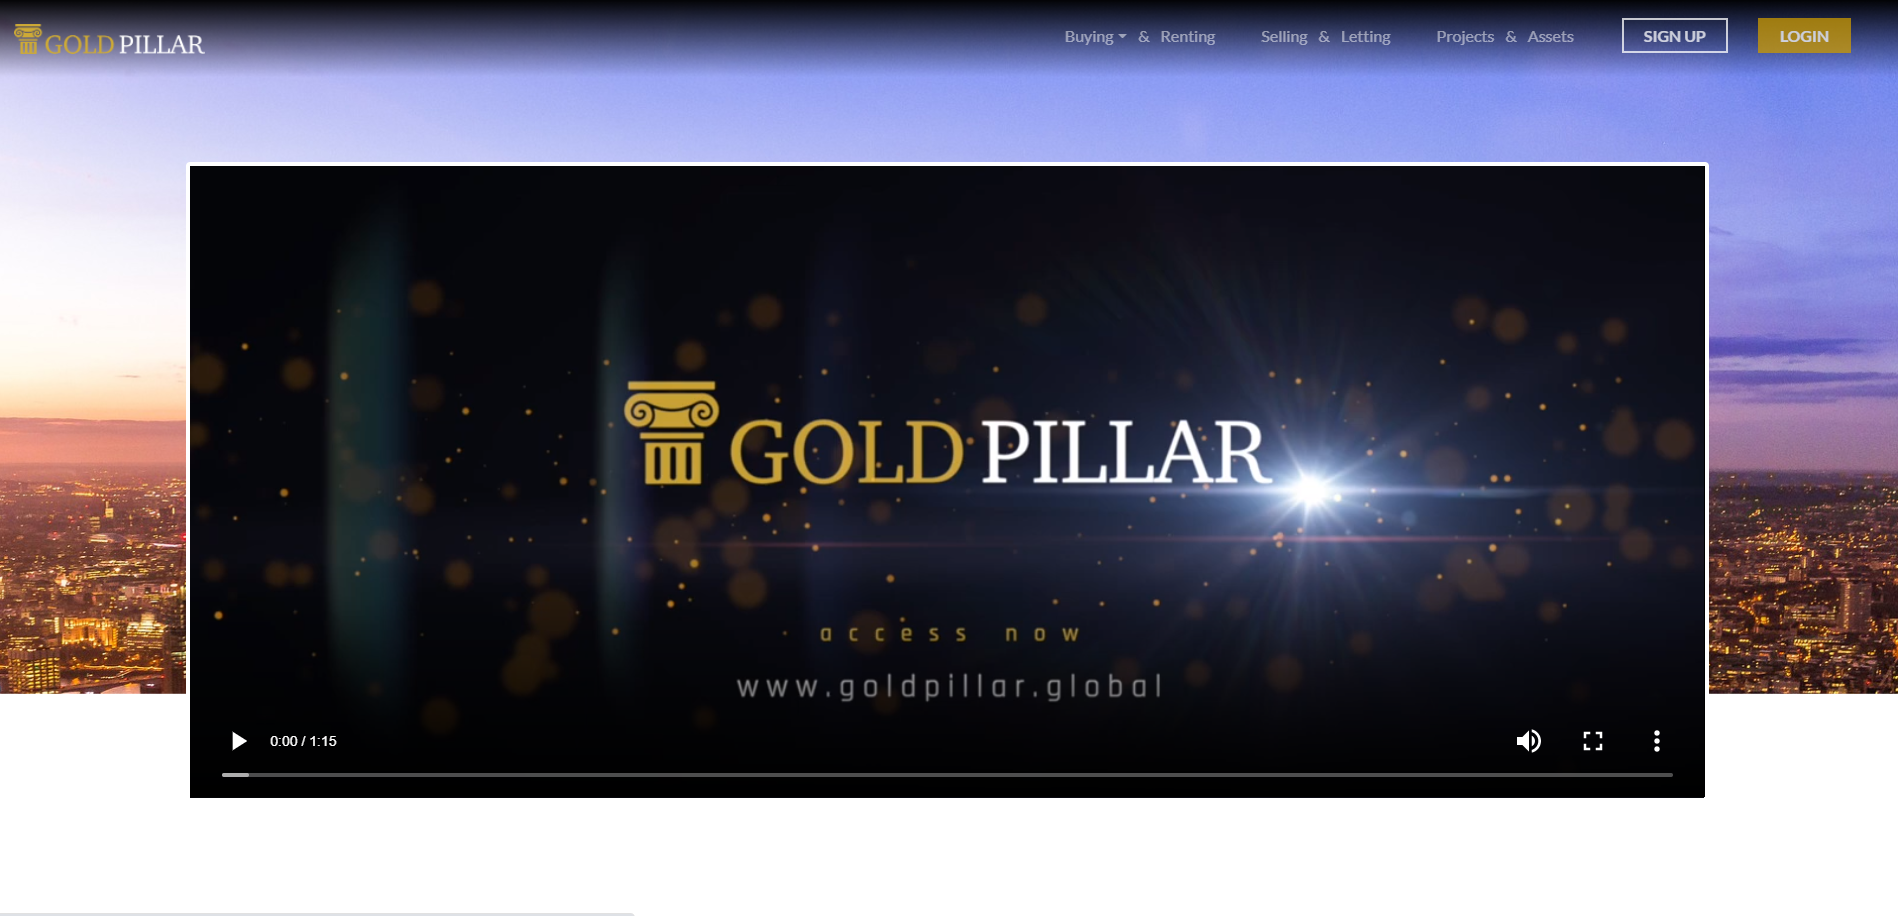 GOLD PILLAR
Buying & Renting
Selling & Letting
Projects & Assets
SIGN UP
LOGIN
GOLD PILLAR
access now
www.goldpillar.global
0:00 / 1:15